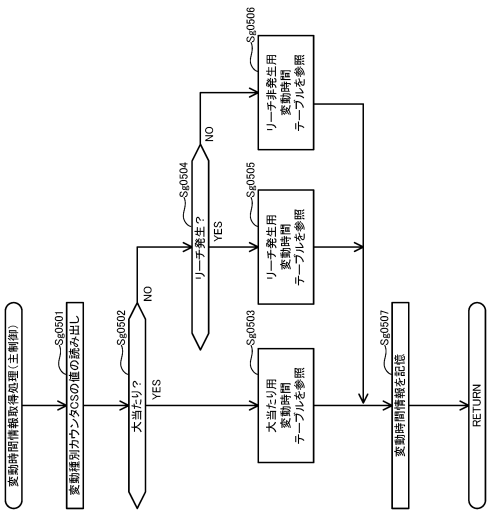 変動時間情報取得処理(主制御)
Sg0501
変動種別カウンタCSの値の読み出し
Sg0502
大当たり?
NO
YES
Sg0504
リーチ発生?
NO
YES
Sg0503
大当たり用
変動時間
テーブルを参照
Sg0505
リーチ発生用
変動時間
テーブルを参照
Sg0506
リーチ非発生用
変動時間
テーブルを参照
Sg0507
変動時間情報を記憶
RETURN